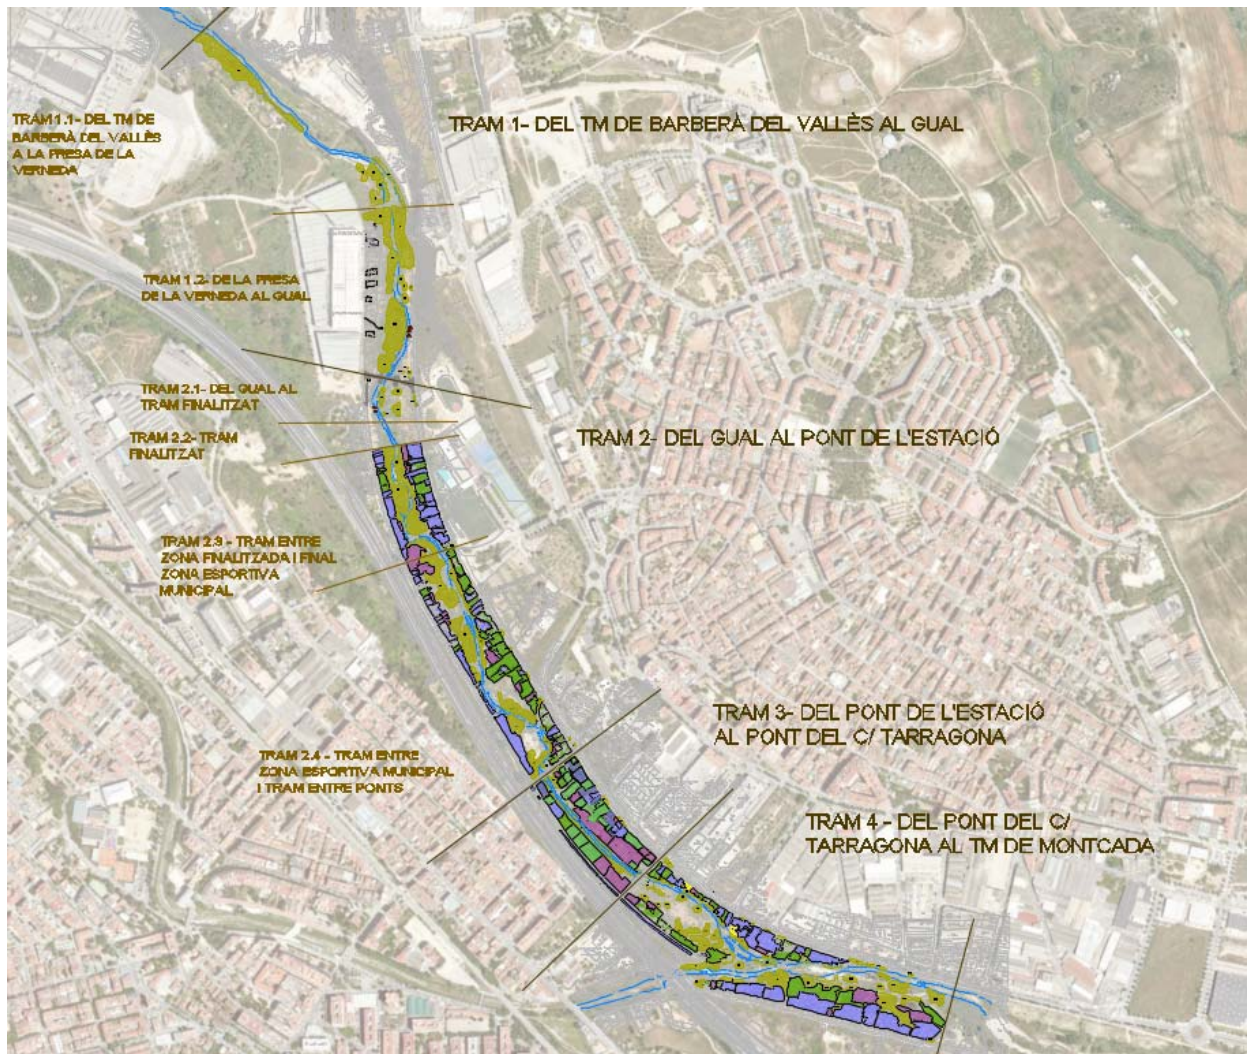 TRAM 1.1- DEL TM DE
BARBERÀ DEL VALLÈS
A LA PRESA DE LA
VERNEDA
TRAM 1- DEL TM DE BARBERÀ DEL VALLÈS AL GUAL
TRAM 1.2- DE LA PRESA
DE LA VERNEDA AL GUAL
TRAM 2.1- DEL GUAL AL
TRAM FINALITZAT
TRAM 2.2- TRAM
FINALITZAT
TRAM 2- DEL GUAL AL PONT DE L'ESTACIÓ
TRAM 2.3 - TRAM ENTRE
ZONA FINALITZADA I FINAL
ZONA ESPORTIVA
MUNICIPAL
TRAM 3- DEL PONT DE L'ESTACIÓ
AL PONT DEL C/ TARRAGONA
TRAM 2.4 - TRAM ENTRE
ZONA ESPORTIVA MUNICIPAL
I TRAM ENTRE PONTS
TRAM 4 - DEL PONT DEL C/
TARRAGONA AL TM DE MONTCADA